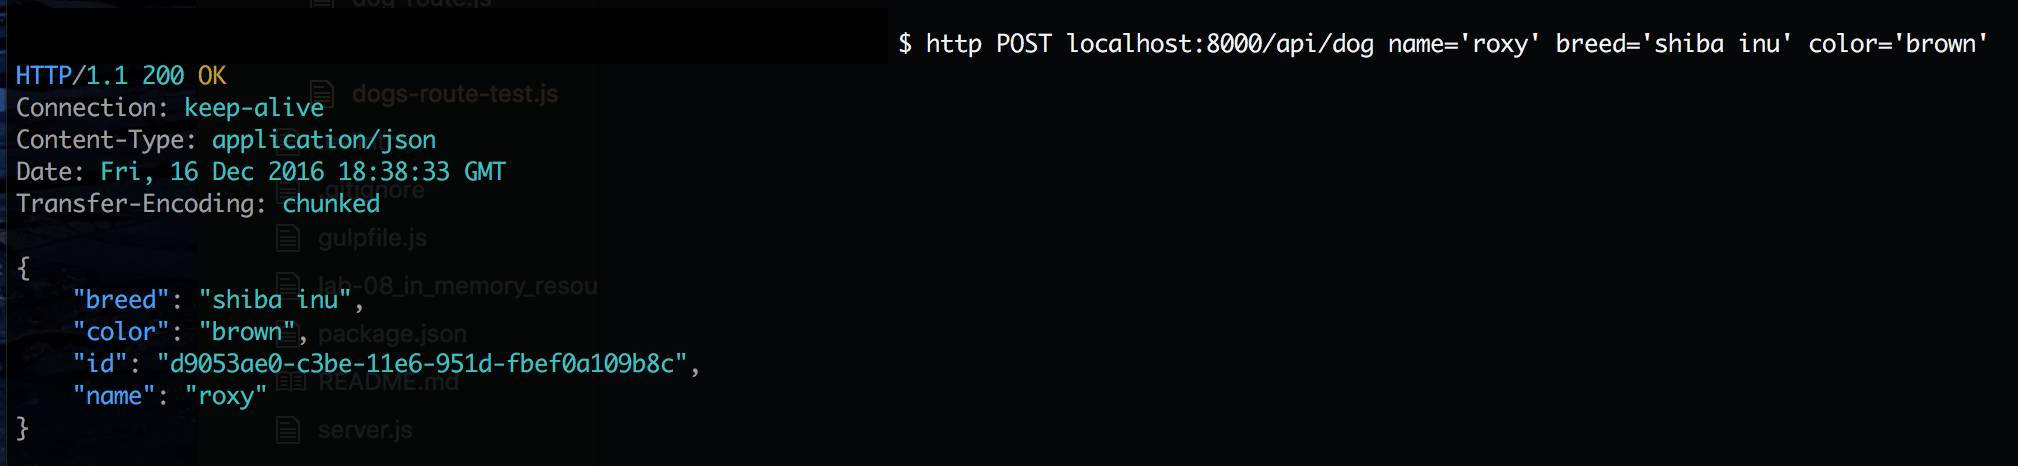 dog-route.js
$ http POST localhost:8000/api/dog name='roxy' breed='shiba inu' color='brown'
HTTP/1.1 200 OK
dogs-route-test.js
Connection: keep-alive
Content-Type: application/json
Date: Fri, 16 Dec 2016 18:38:33 GMT
.gitignore
Transfer-Encoding: chunked
gulpfile.js
{
"breed": "shiba inu",
lab-08_in_memory_resou
"color": "brown",
package.json
"id": "d9053ae0-c3be-11e6-951d-fbef0a109b8c",
README.md
"name": "roxy"
}
server.js